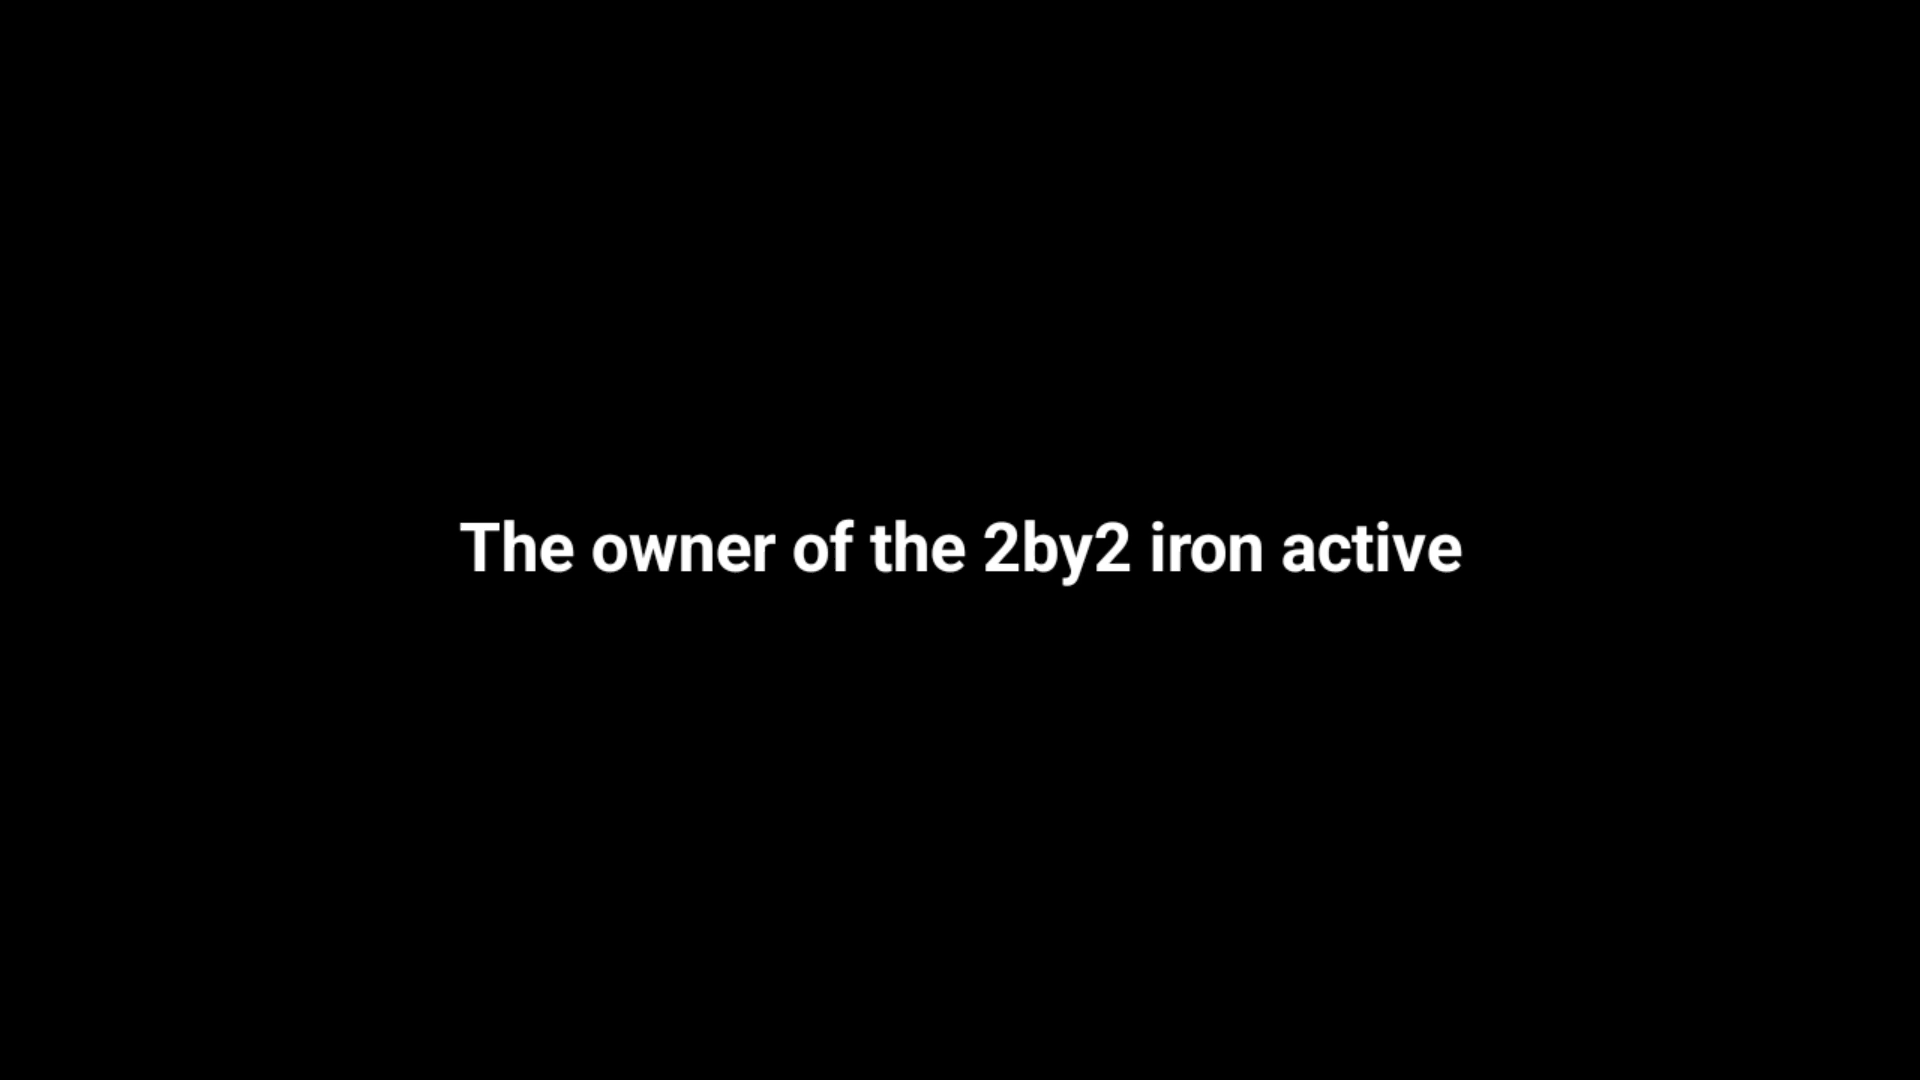 The owner of the 2by2 iron active